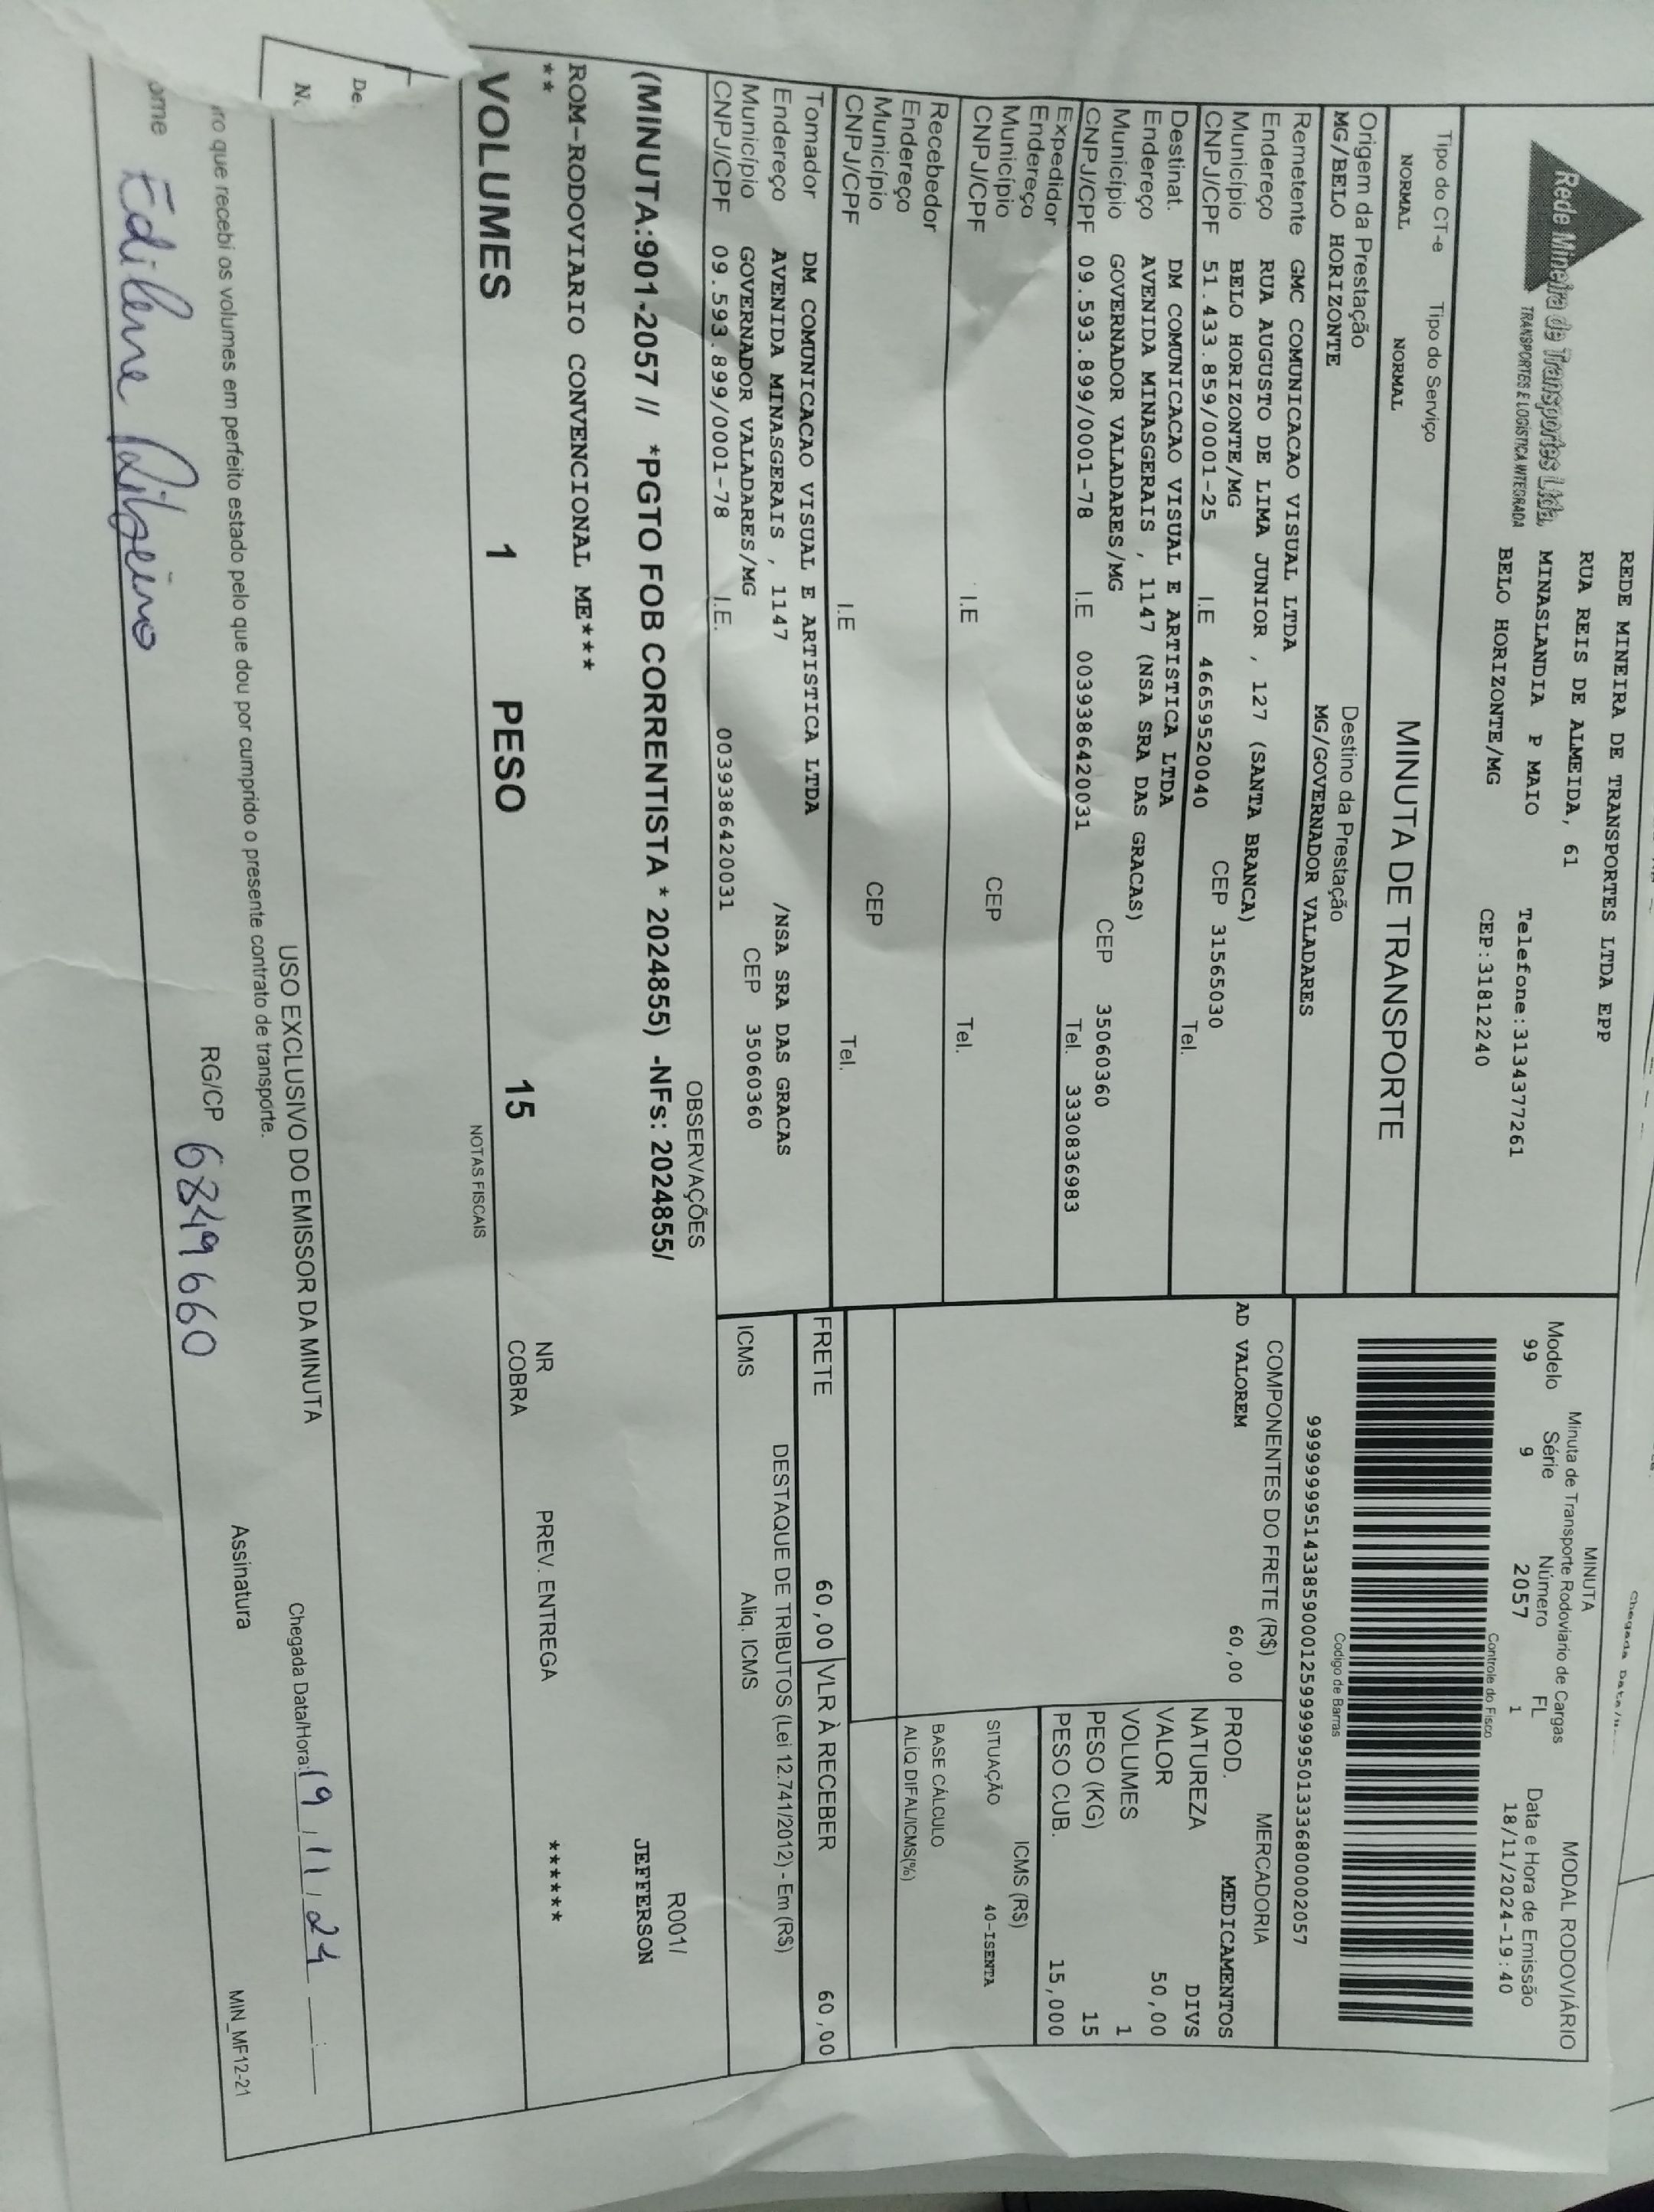 Rede Mineira de Transportes Ltda.
TRANSPORTES E LOGISTICA INTEGRADA
REDE MINEIRA DE TRANSPORTES LTDA EPP
RUA REIS DE ALMEIDA, 61
MINASLANDIA P MAIO Telefone:3134377261
BELO HORIZONTE/MG CEP:31812240
MINUTA MODAL RODOVIÁRIO
Minuta de Transporte Rodoviario de Cargas
Modelo Série Número FL Data e Hora de Emissão
99 9 2057 1 18/11/2024-19:40
Controle do Fisco
Codigo de Barras
Tipo do CT-e Tipo do Serviço
NORMAL NORMAL
MINUTA DE TRANSPORTE
Origem da Prestação Destino da Prestação
MG/BELO HORIZONTE MG/GOVERNADOR VALADARES
Remetente GMC COMUNICACAO VISUAL LTDA
Endereço RUA AUGUSTO DE LIMA JUNIOR , 127 (SANTA BRANCA)
Município BELO HORIZONTE/MG CEP 31565030
CNPJ/CPF 51.433.859/0001-25 I.E 4665952​0040 Tel.
Destinat. DM COMUNICACAO VISUAL E ARTISTICA LTDA
Endereço AVENIDA MINASGERAIS , 1147 (NSA SRA DAS GRACAS)
Município GOVERNADOR VALADARES/MG CEP 35060360
CNPJ/CPF 09.593.899/0001-78 I.E 0039386420031 Tel. 3330836983
Expedidor
Endereço
Município CEP
CNPJ/CPF I.E Tel.
Recebedor
Endereço
Município CEP
CNPJ/CPF I.E Tel.
Tomador DM COMUNICACAO VISUAL E ARTISTICA LTDA
Endereço AVENIDA MINASGERAIS , 1147 /NSA SRA DAS GRACAS
Município GOVERNADOR VALADARES/MG CEP 35060360
CNPJ/CPF 09.593.899/0001-78 I.E. 0039386420031
COMPONENTES DO FRETE (R$)
AD VALOREM 60,00
MERCADORIA
PROD. MEDICAMENTOS
NATUREZA DIVS
VALOR 50,00
VOLUMES 1
PESO (KG) 15
PESO CUB. 15,000
ICMS (R$)
SITUAÇÃO 40-ISENTA
BASE CÁLCULO
ALÍQ DIFAL/ICMS(%)
FRETE 60,00 VLR À RECEBER 60,00
DESTAQUE DE TRIBUTOS (Lei 12.741/2012) - Em (R$)
ICMS Aliq. ICMS
OBSERVAÇÕES
(MINUTA:901-2057 // *PGTO FOB CORRENTISTA * 2024855) -NFs: 2024855/
R001/
JEFFERSON
ROM-RODOVIARIO CONVENCIONAL ME****
**
VOLUMES 1 PESO 15
NR
COBRA
PREV. ENTREGA ******
NOTAS FISCAIS
USO EXCLUSIVO DO EMISSOR DA MINUTA
Chegada Data/Hora: 19/11/24
ro que recebi os volumes em perfeito estado pelo que dou por cumprido o presente contrato de transporte.
ome Edilene Ribeiro RG/CP 6849660 Assinatura
MIN_MF12-21